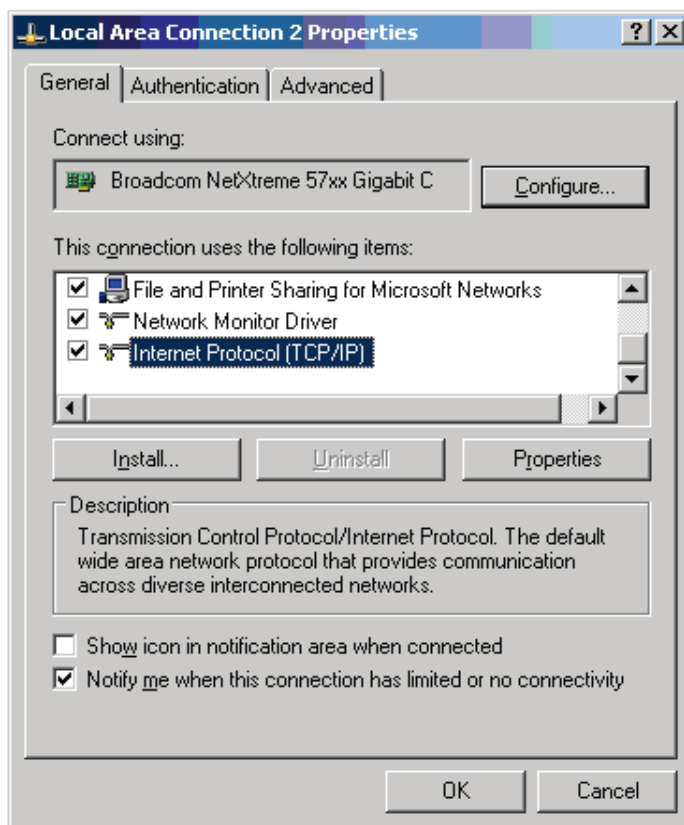 Local Area Connection 2 Properties
General Authentication Advanced
Connect using:
Broadcom NetXtreme 57xx Gigabit C
Configure...
This connection uses the following items:
File and Printer Sharing for Microsoft Networks
Network Monitor Driver
Internet Protocol (TCP/IP)
Install... Uninstall Properties
Description
Transmission Control Protocol/Internet Protocol. The default
wide area network protocol that provides communication
across diverse interconnected networks.
Show icon in notification area when connected
Notify me when this connection has limited or no connectivity
OK Cancel